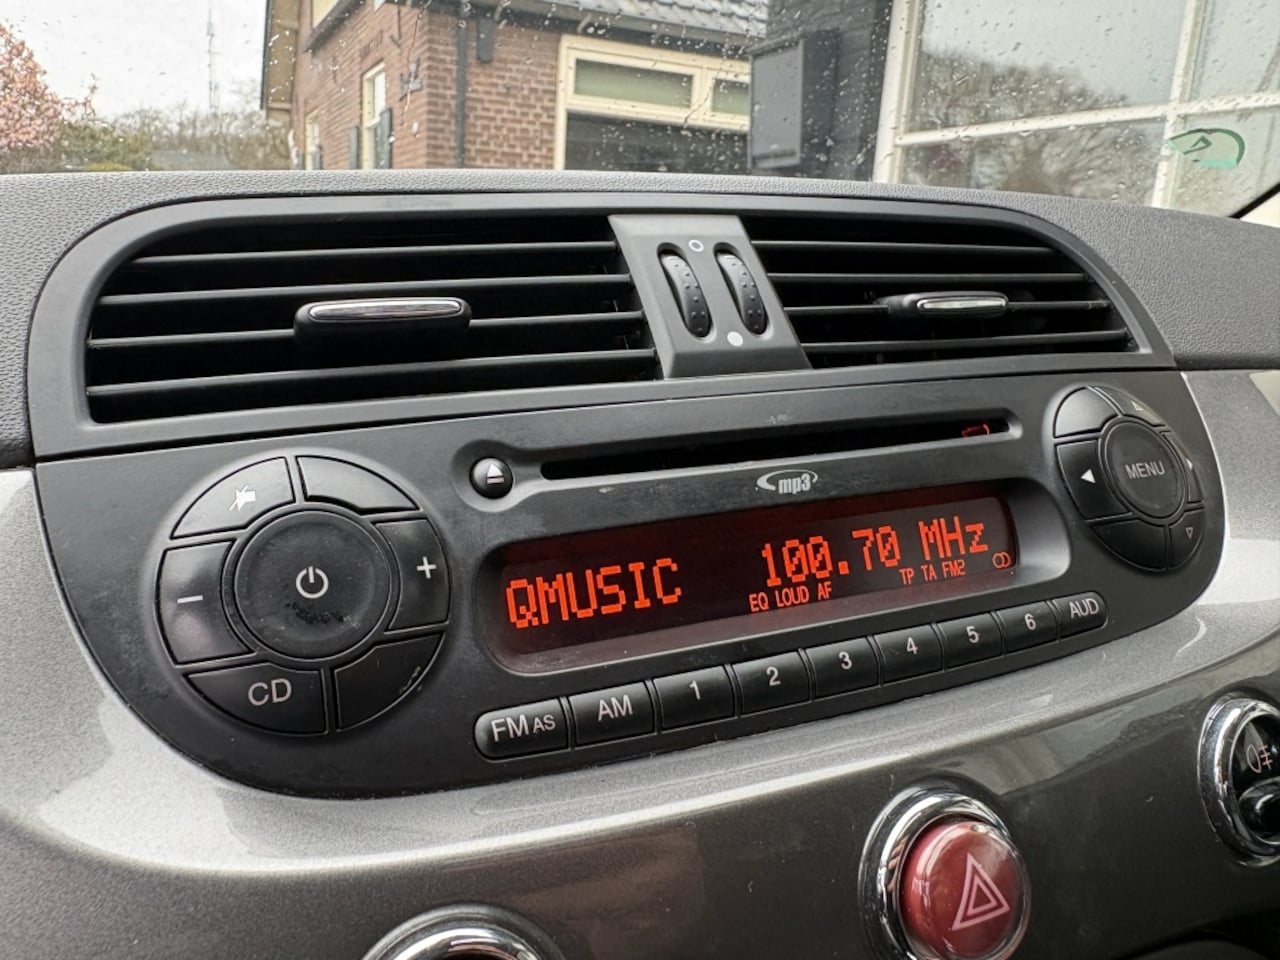 mp3
QMUSIC 100.70 MHz
EQ LOUD AF TP TA FM2
MENU
CD
FM AS AM 1 2 3 4 5 6 AUD